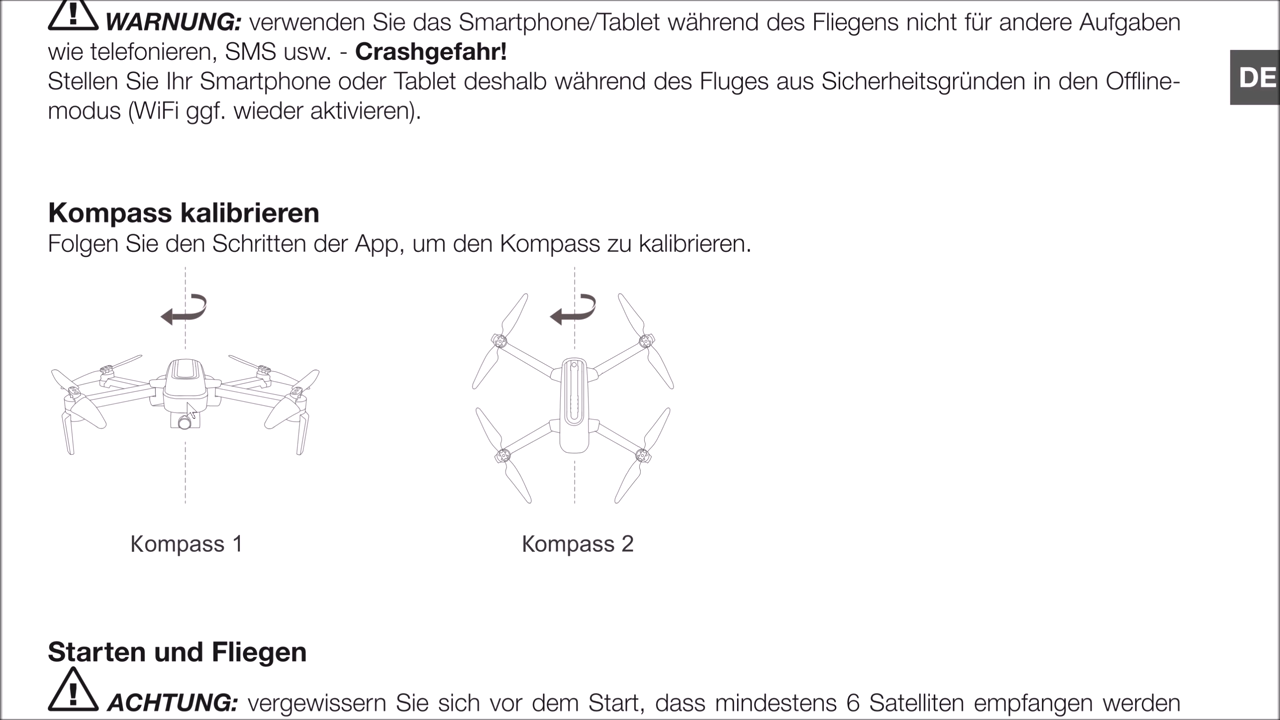 WARNUNG: verwenden Sie das Smartphone/Tablet während des Fliegens nicht für andere Aufgaben
wie telefonieren, SMS usw. - Crashgefahr!
Stellen Sie Ihr Smartphone oder Tablet deshalb während des Fluges aus Sicherheitsgründen in den Offline-
modus (WiFi ggf. wieder aktivieren).
DE
Kompass kalibrieren
Folgen Sie den Schritten der App, um den Kompass zu kalibrieren.
Kompass 1
Kompass 2
Starten und Fliegen
ACHTUNG: vergewissern Sie sich vor dem Start, dass mindestens 6 Satelliten empfangen werden